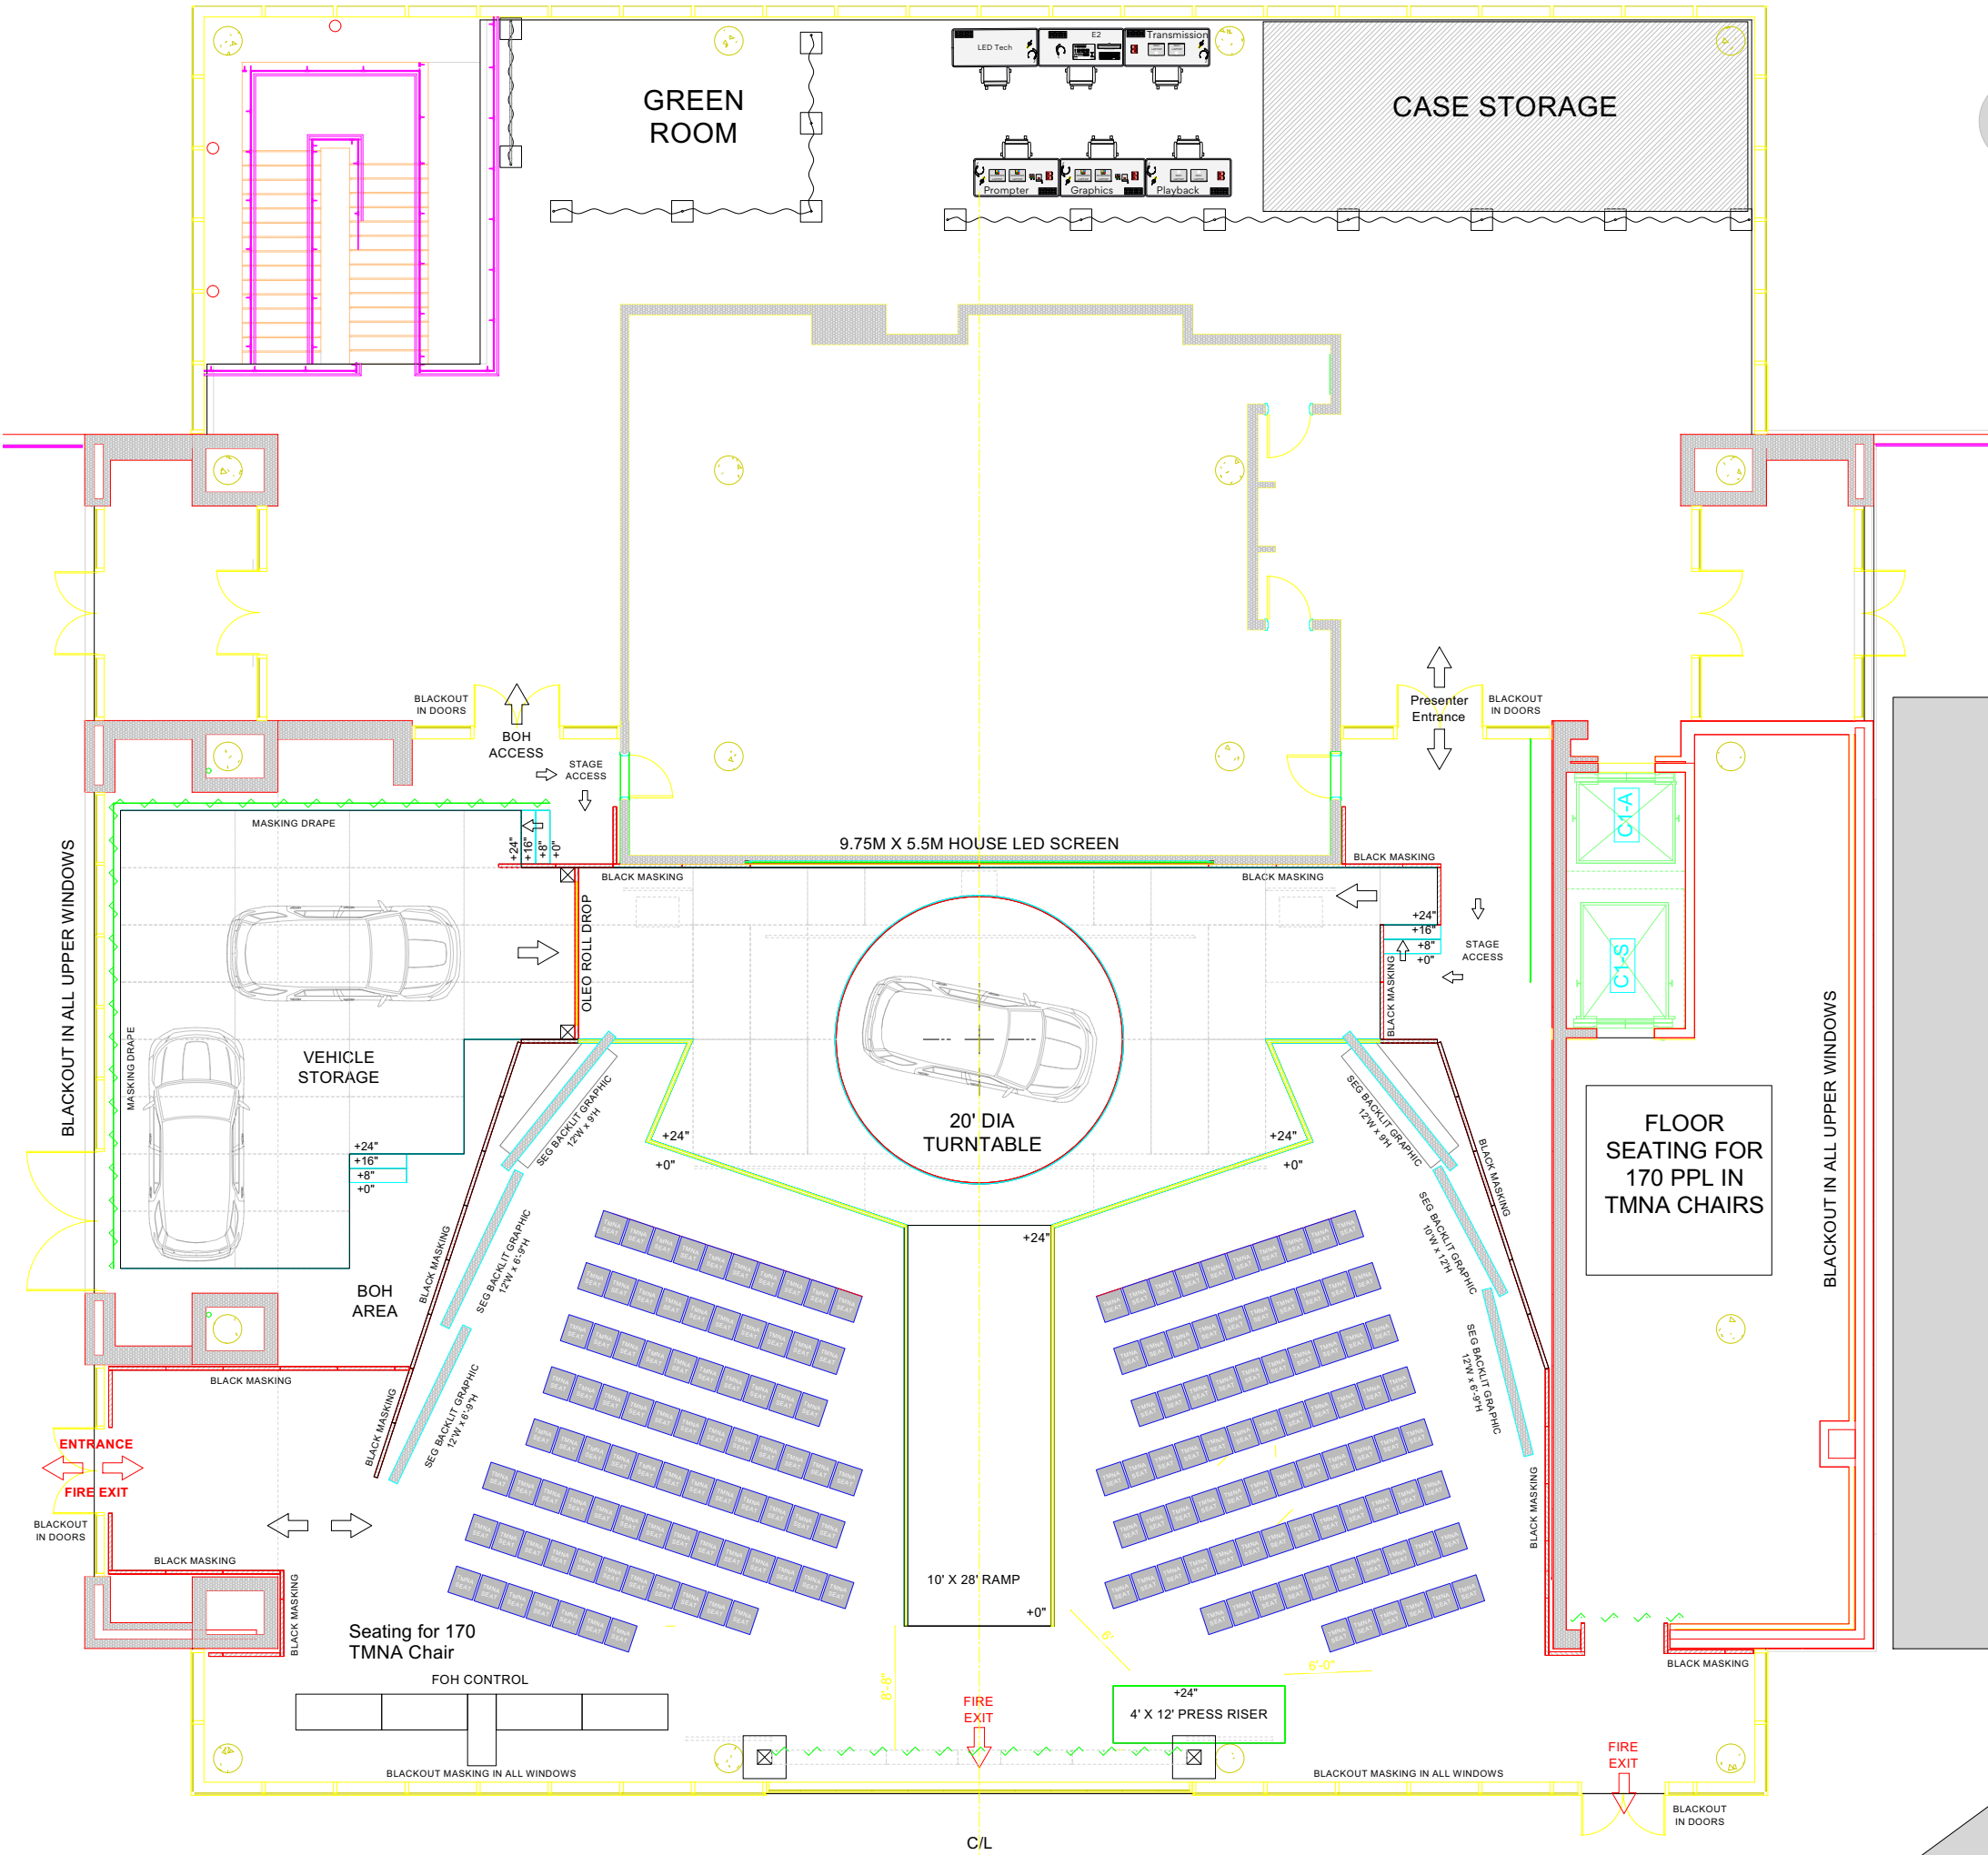 LED Tech
E2
Transmission
GREEN
ROOM
CASE STORAGE
Prompter
Graphics
Playback
BLACKOUT
IN DOORS
BOH
ACCESS
STAGE
ACCESS
Presenter
Entrance
BLACKOUT
IN DOORS
MASKING DRAPE
+24"
+16"
+8"
+0"
9.75M X 5.5M HOUSE LED SCREEN
BLACK MASKING
BLACK MASKING
BLACK MASKING
C1-A
BLACKOUT IN ALL UPPER WINDOWS
OLEO ROLL DROP
+24"
+16"
+8"
+0"
STAGE
ACCESS
BLACK MASKING
C1-S
MASKING DRAPE
VEHICLE
STORAGE
20' DIA
TURNTABLE
SEG BACKLIT GRAPHIC
12'W x 9'H
SEG BACKLIT GRAPHIC
12'W x 9'H
+24"
+0"
+24"
+0"
+24"
+16"
+8"
+0"
BLACK MASKING
FLOOR
SEATING FOR
170 PPL IN
TMNA CHAIRS
BLACKOUT IN ALL UPPER WINDOWS
BLACK MASKING
SEG BACKLIT GRAPHIC
12'W x 6'-9"H
SEG BACKLIT GRAPHIC
10'W x 12'H
TMNA
SEAT
+24"
BOH
AREA
BLACK MASKING
BLACK MASKING
SEG BACKLIT GRAPHIC
12'W x 6'-9"H
SEG BACKLIT GRAPHIC
12'W x 6'-9"H
ENTRANCE
FIRE EXIT
BLACKOUT
IN DOORS
BLACK MASKING
BLACK MASKING
BLACK MASKING
10' X 28' RAMP
+0"
Seating for 170
TMNA Chair
FOH CONTROL
6'
6'-0"
8'-8"
BLACK MASKING
FIRE
EXIT
+24"
4' X 12' PRESS RISER
FIRE
EXIT
BLACKOUT MASKING IN ALL WINDOWS
BLACKOUT MASKING IN ALL WINDOWS
BLACKOUT
IN DOORS
C/L